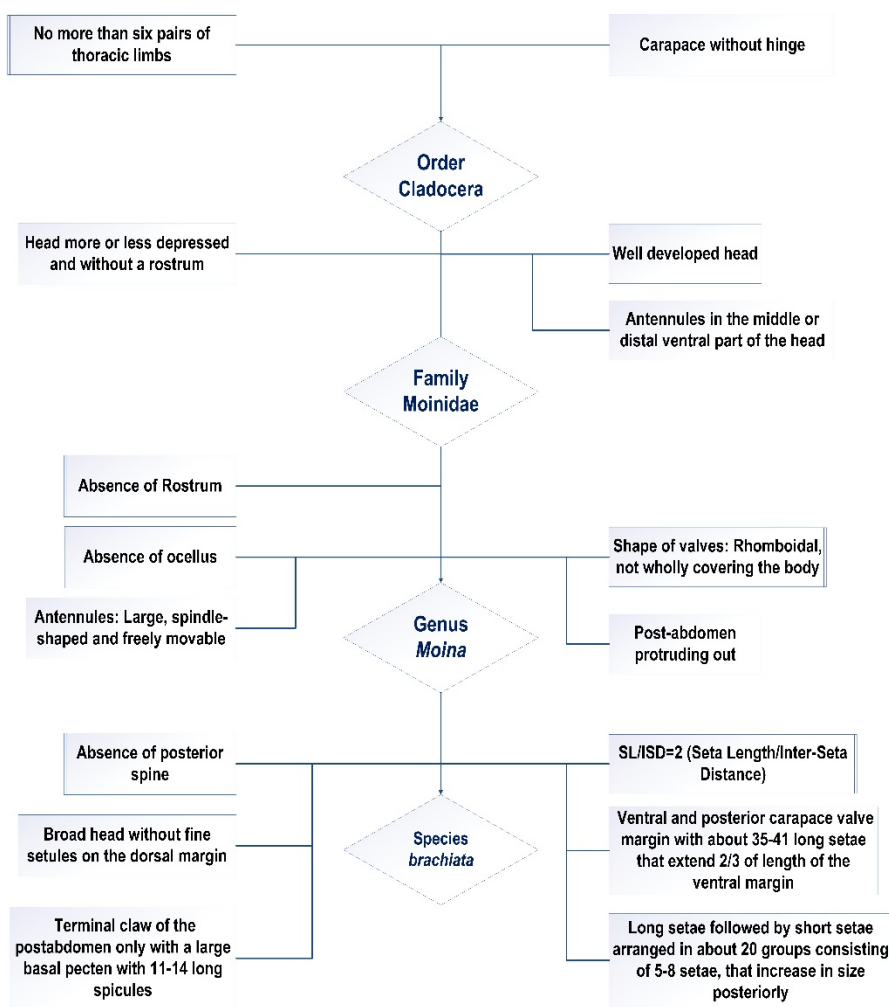 No more than six pairs of
thoracic limbs
Carapace without hinge
Order
Cladocera
Head more or less depressed
and without a rostrum
Well developed head
Antennules in the middle or
distal ventral part of the head
Family
Moinidae
Absence of Rostrum
Absence of ocellus
Shape of valves: Rhomboidal,
not wholly covering the body
Antennules: Large, spindle-
shaped and freely movable
Genus
Moina
Post-abdomen
protruding out
Absence of posterior
spine
SL/ISD=2 (Seta Length/Inter-Seta
Distance)
Broad head without fine
setules on the dorsal margin
Species
brachiata
Ventral and posterior carapace valve
margin with about 35-41 long setae
that extend 2/3 of length of the
ventral margin
Terminal claw of the
postabdomen only with a large
basal pecten with 11-14 long
spicules
Long setae followed by short setae
arranged in about 20 groups consisting
of 5-8 setae, that increase in size
posteriorly